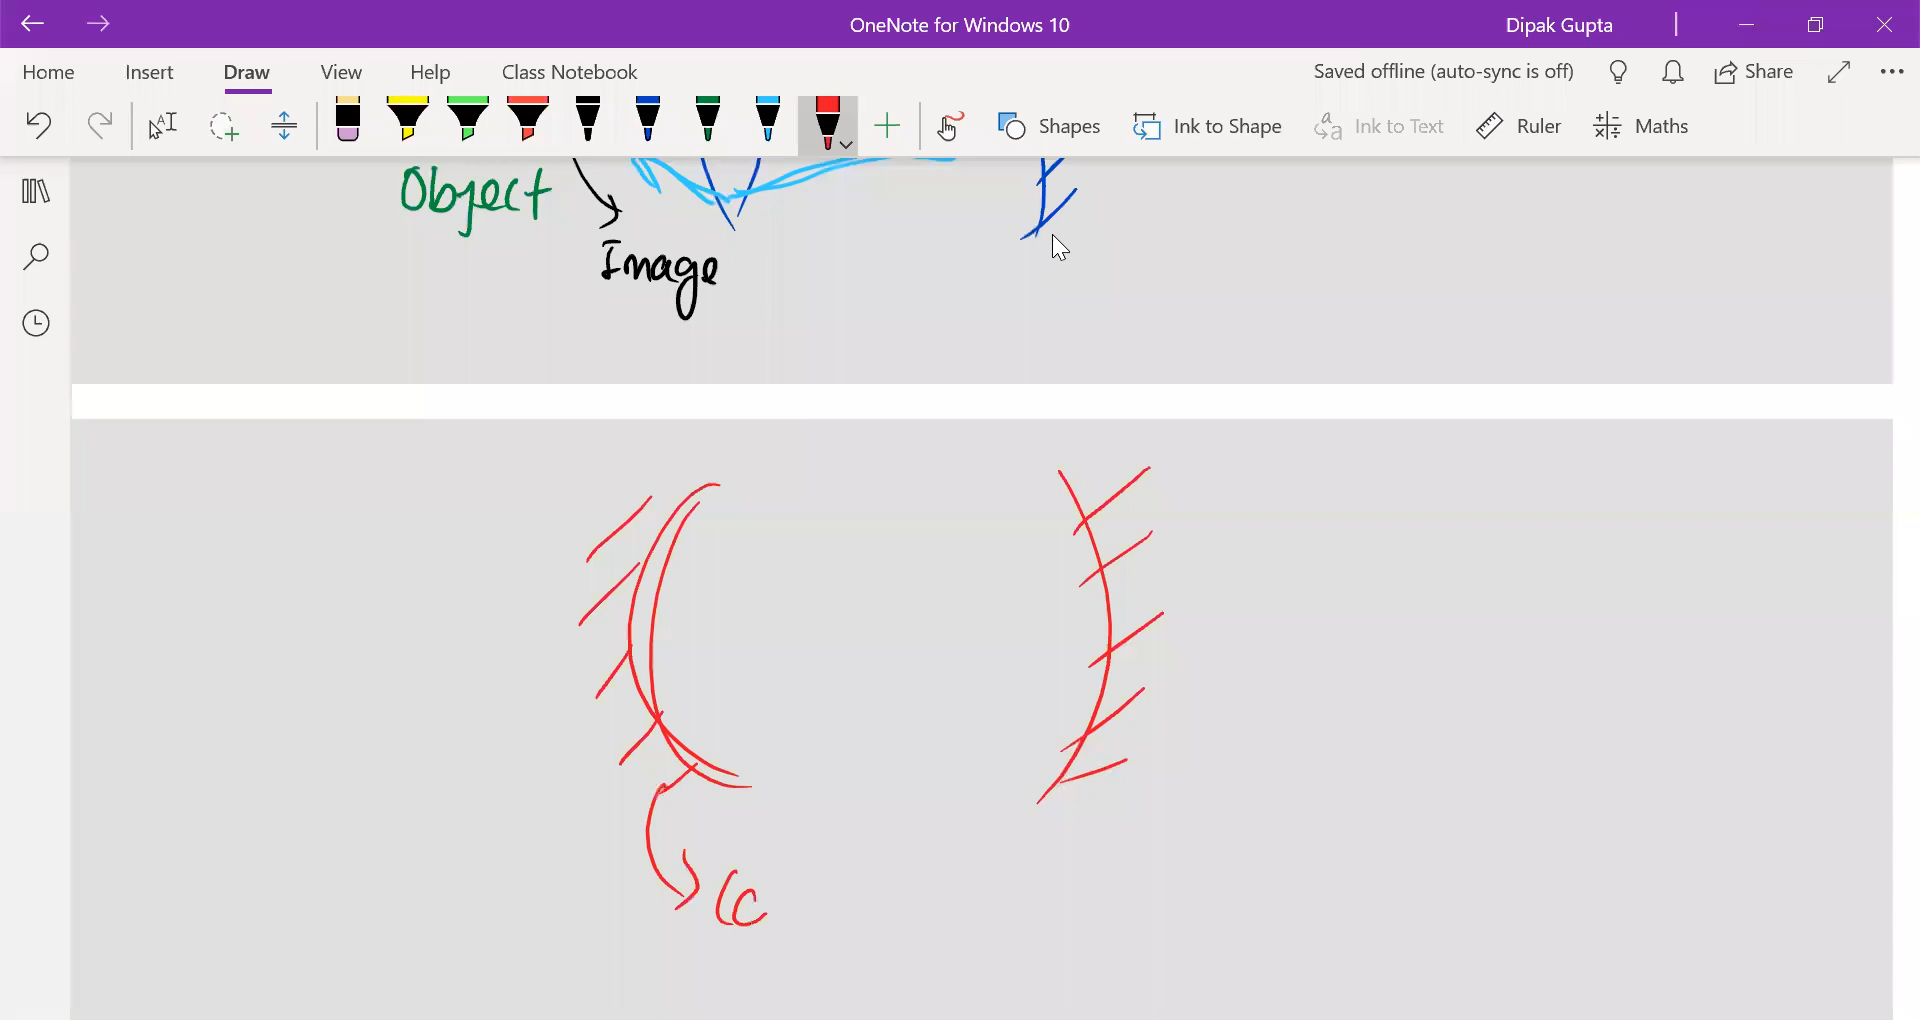 OneNote for Windows 10
Dipak Gupta
Home Insert Draw View Help Class Notebook
Saved offline (auto-sync is off) Share
Shapes Ink to Shape Ink to Text Ruler Maths
Object
Image
CC